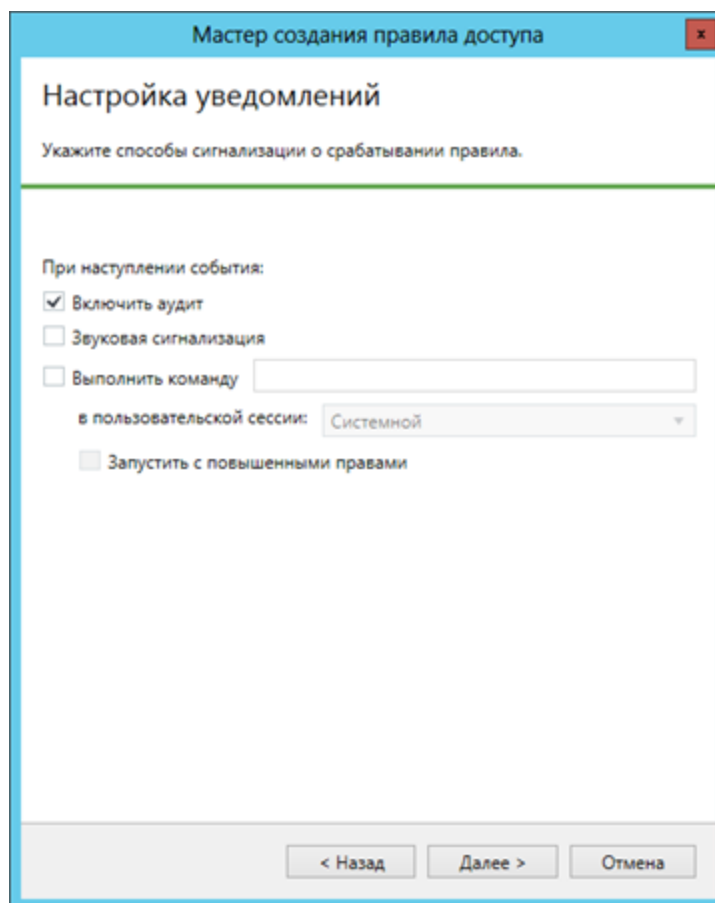 Мастер создания правила доступа
x
Настройка уведомлений
Укажите способы сигнализации о срабатывании правила.
При наступлении события:
Включить аудит
Звуковая сигнализация
Выполнить команду
в пользовательской сессии: Системной
Запустить с повышенными правами
< Назад Далее > Отмена